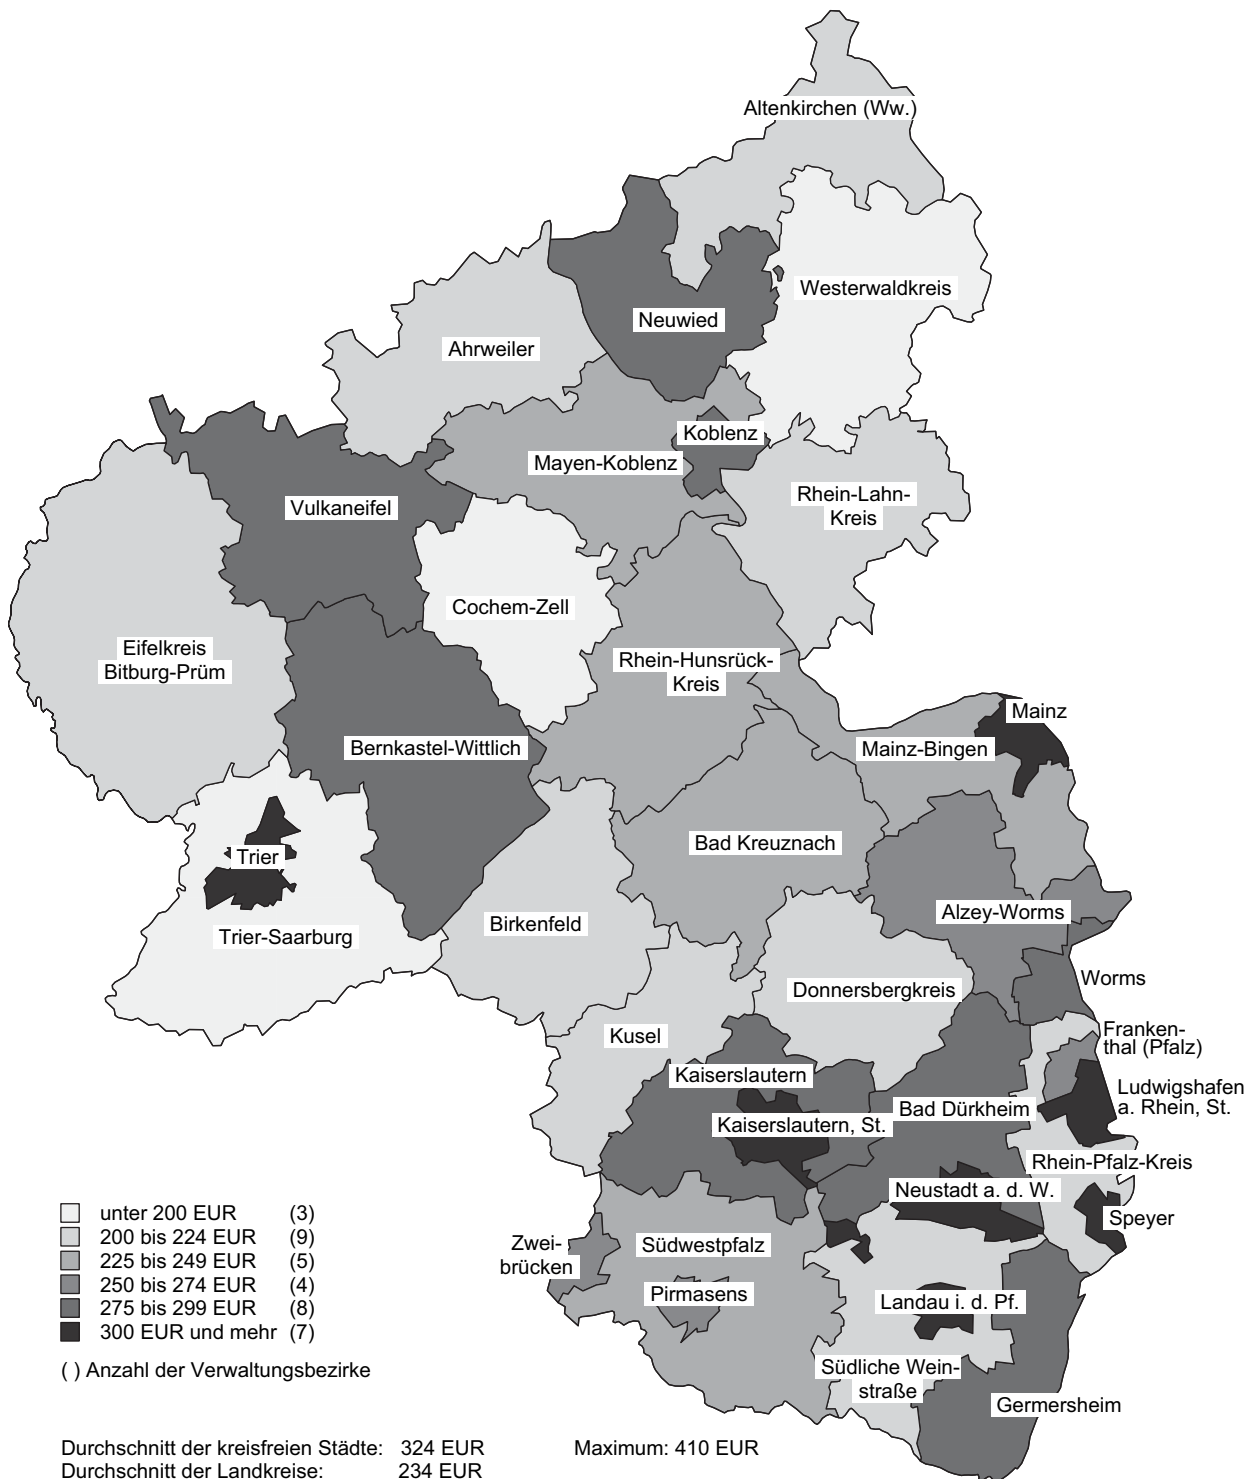 Altenkirchen (Ww.)
Westerwaldkreis
Neuwied
Ahrweiler
Koblenz
Mayen-Koblenz
Rhein-Lahn-
Kreis
Vulkaneifel
Cochem-Zell
Eifelkreis
Bitburg-Prüm
Rhein-Hunsrück-
Kreis
Mainz
Bernkastel-Wittlich
Mainz-Bingen
Bad Kreuznach
Trier
Alzey-Worms
Birkenfeld
Trier-Saarburg
Worms
Donnersbergkreis
Kusel
Franken-
thal (Pfalz)
Kaiserslautern
Ludwigshafen
a. Rhein, St.
Bad Dürkheim
Kaiserslautern, St.
Rhein-Pfalz-Kreis
Neustadt a. d. W.
Speyer
Zwei-
brücken
Südwestpfalz
Pirmasens
Landau i. d. Pf.
Südliche Wein-
straße
Germersheim
unter 200 EUR (3)
200 bis 224 EUR (9)
225 bis 249 EUR (5)
250 bis 274 EUR (4)
275 bis 299 EUR (8)
300 EUR und mehr (7)
( ) Anzahl der Verwaltungsbezirke
Durchschnitt der kreisfreien Städte: 324 EUR Maximum: 410 EUR
Durchschnitt der Landkreise: 234 EUR